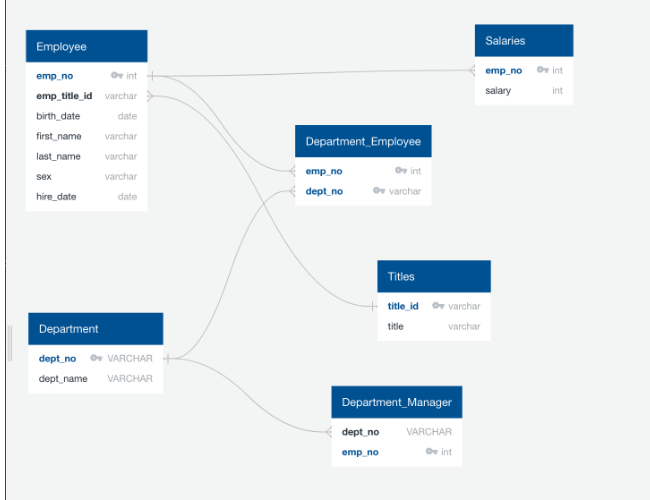 Employee
emp_no int
emp_title_id varchar
birth_date date
first_name varchar
last_name varchar
sex varchar
hire_date date
Salaries
emp_no int
salary int
Department_Employee
emp_no int
dept_no varchar
Titles
title_id varchar
title varchar
Department
dept_no VARCHAR
dept_name VARCHAR
Department_Manager
dept_no VARCHAR
emp_no int